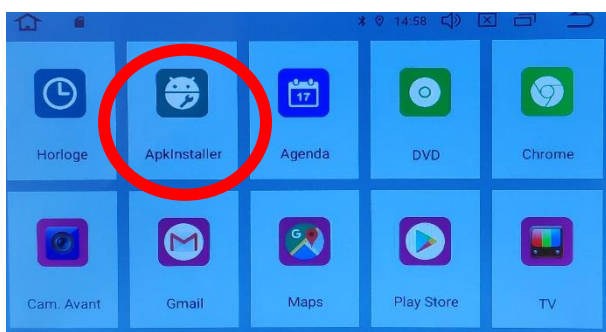 14:58
Horloge
ApkInstaller
17
Agenda
DVD
Chrome
Cam. Avant
Gmail
G
Maps
Play Store
TV